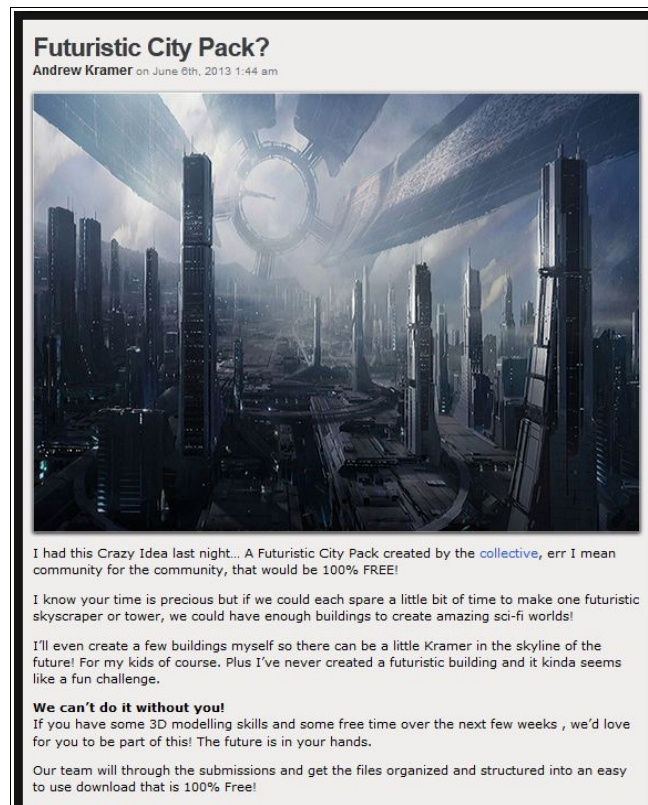 Futuristic City Pack?
Andrew Kramer on June 6th, 2013 1:44 am
I had this Crazy Idea last night... A Futuristic City Pack created by the collective, err I mean
community for the community, that would be 100% FREE!
I know your time is precious but if we could each spare a little bit of time to make one futuristic
skyscraper or tower, we could have enough buildings to create amazing sci-fi worlds!
I'll even create a few buildings myself so there can be a little Kramer in the skyline of the
future! For my kids of course. Plus I've never created a futuristic building and it kinda seems
like a fun challenge.
We can't do it without you!
If you have some 3D modelling skills and some free time over the next few weeks , we'd love
for you to be part of this! The future is in your hands.
Our team will through the submissions and get the files organized and structured into an easy
to use download that is 100% Free!